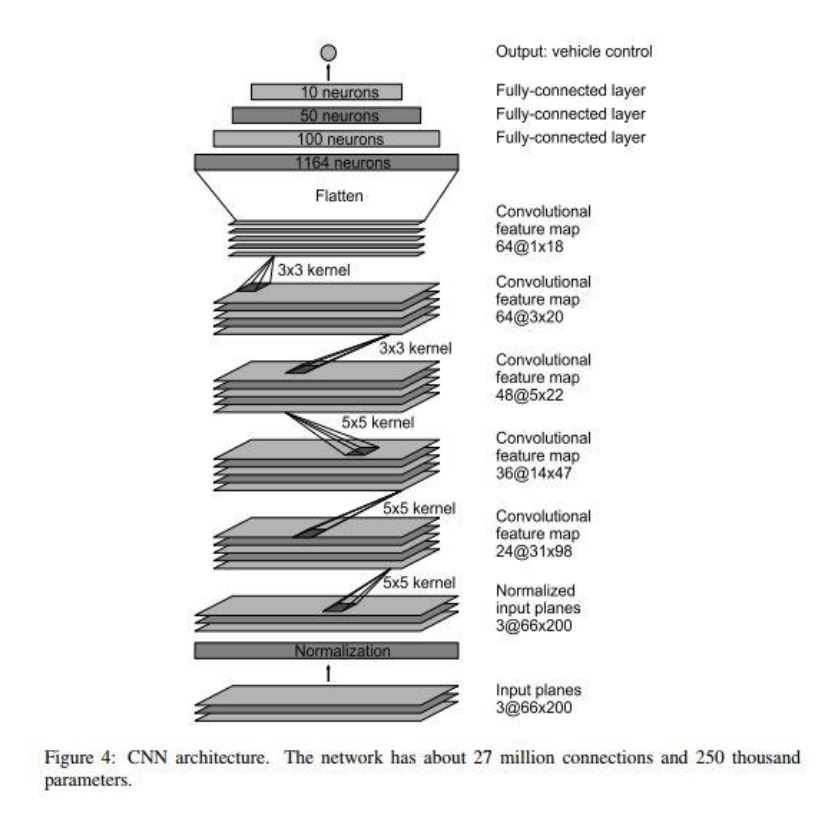 Output: vehicle control
10 neurons
Fully-connected layer
50 neurons
Fully-connected layer
100 neurons
Fully-connected layer
1164 neurons
Flatten
Convolutional
feature map
64@1x18
3x3 kernel
Convolutional
feature map
64@3x20
3x3 kernel
Convolutional
feature map
48@5x22
5x5 kernel
Convolutional
feature map
36@14x47
5x5 kernel
Convolutional
feature map
24@31x98
5x5 kernel
Normalized
input planes
3@66x200
Normalization
Input planes
3@66x200
Figure 4: CNN architecture. The network has about 27 million connections and 250 thousand
parameters.